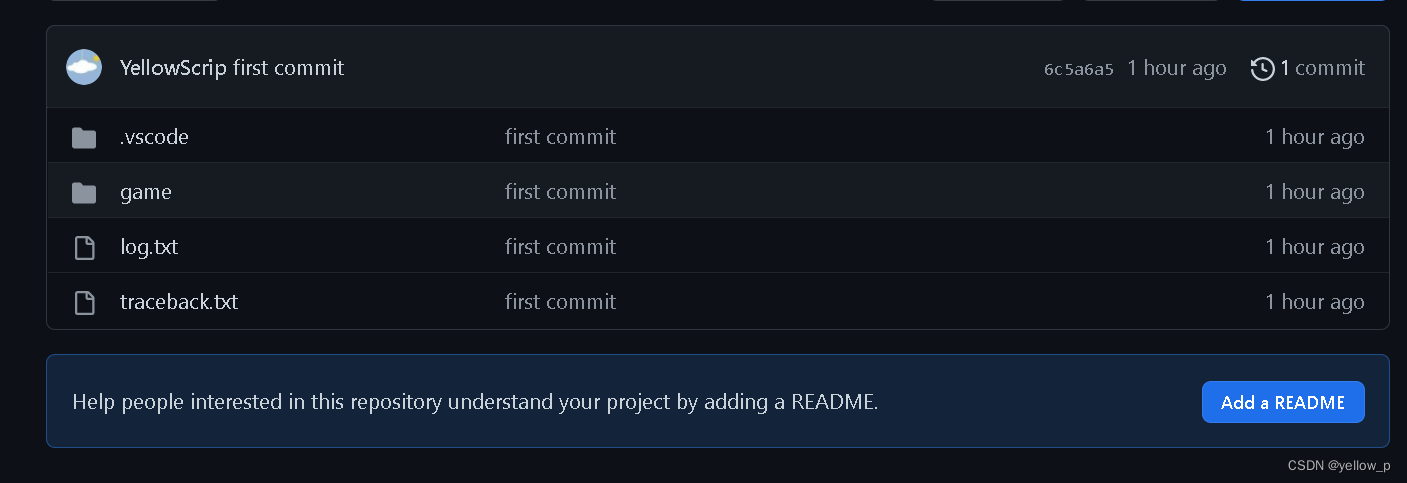 YellowScrip first commit 6c5a6a5 1 hour ago 1 commit
.vscode first commit 1 hour ago
game first commit 1 hour ago
log.txt first commit 1 hour ago
traceback.txt first commit 1 hour ago
Help people interested in this repository understand your project by adding a README. Add a README
CSDN @yellow_p